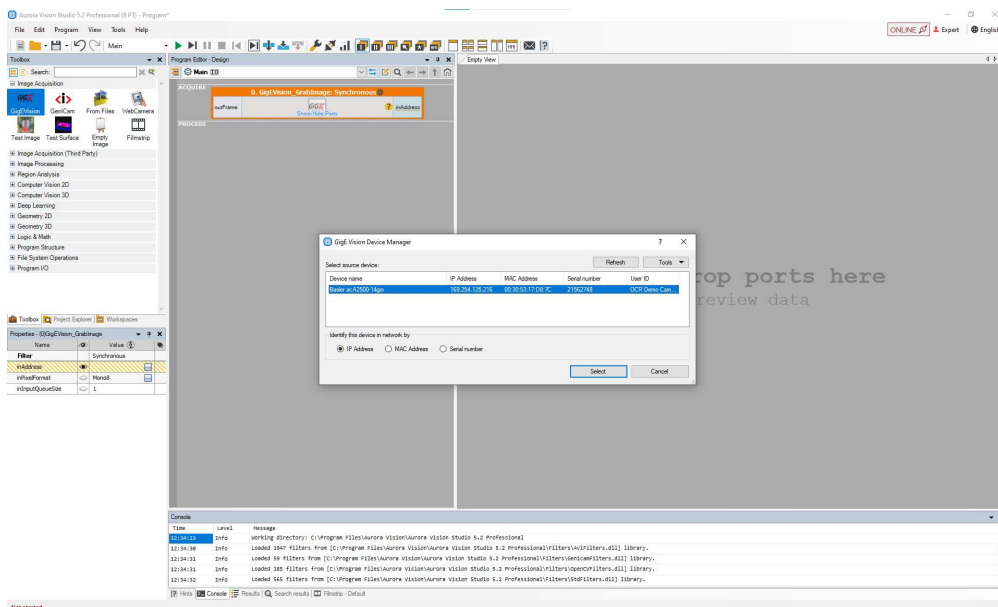 Aurora Vision Studio 5.2 Professional (6 PT) - Program*
File Edit Program View Tools Help
ONLINE Expert English
Main
Toolbox
Search:
Image Acquisition
GigEVision GenICam From Files WebCamera
Test Image Test Surface Empty Image Filmstrip
Image Acquisition (Third Party)
Image Processing
Region Analysis
Computer Vision 2D
Computer Vision 3D
Deep Learning
Geometry 2D
Geometry 3D
Logic & Math
Program Structure
File System Operations
Program I/O
Toolbox Project Explorer Workspaces
Properties - (0)GigEVision_GrabImage
Name Value
Filter Synchronous
inAddress
inPixelFormat Mono8
inInputQueueSize 1
Program Editor - Design
Main
ACQUIRE
0. GigEVision_GrabImage: Synchronous
outFrame Show/Hide Ports ? inAddress
PROCESS
Empty View
rop ports here
review data
GigE Vision Device Manager ? X
Select source device: Refresh Tools
Device name IP Address MAC Address Serial number User ID
Basler acA2500-14gm 169.254.125.216 00:30:53:17:D8:7C 21562748 OCR Demo Cam...
Identify this device in network by
IP Address MAC Address Serial number
Select Cancel
Console
Time Level Message
12:34:23 Info Working directory: C:\Program Files\Aurora Vision\Aurora Vision Studio 5.2 Professional
12:34:30 Info Loaded 1947 filters from [C:\Program Files\Aurora Vision\Aurora Vision Studio 5.2 Professional\Filters\AvlFilters.dll] library.
12:34:31 Info Loaded 59 filters from [C:\Program Files\Aurora Vision\Aurora Vision Studio 5.2 Professional\Filters\GenicamFilters.dll] library.
12:34:31 Info Loaded 185 filters from [C:\Program Files\Aurora Vision\Aurora Vision Studio 5.2 Professional\Filters\OpenCVFilters.dll] library.
12:34:32 Info Loaded 565 filters from [C:\Program Files\Aurora Vision\Aurora Vision Studio 5.2 Professional\Filters\StdFilters.dll] library.
Hints Console Results Search results Filmstrip - Default